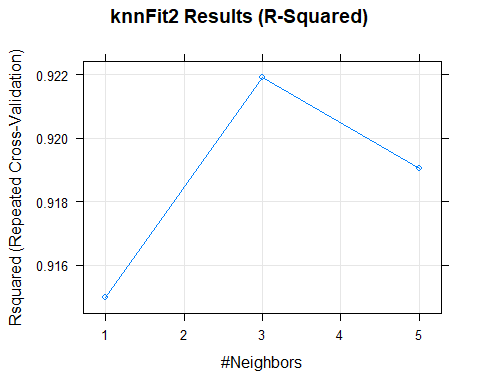 knnFit2 Results (R-Squared)
Rsquared (Repeated Cross-Validation)
0.922
0.920
0.918
0.916
1 2 3 4 5
#Neighbors